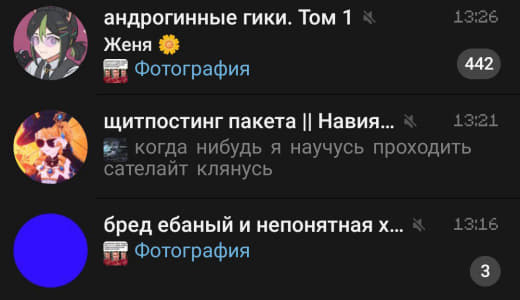 андрогинные гики. Том 1 13:26
Женя 🌼
Фотография 442
щитпостинг пакета || Навия... 13:21
когда нибудь я научусь проходить
сателайт клянусь
бред ебаный и непонятная х... 13:16
Фотография
3